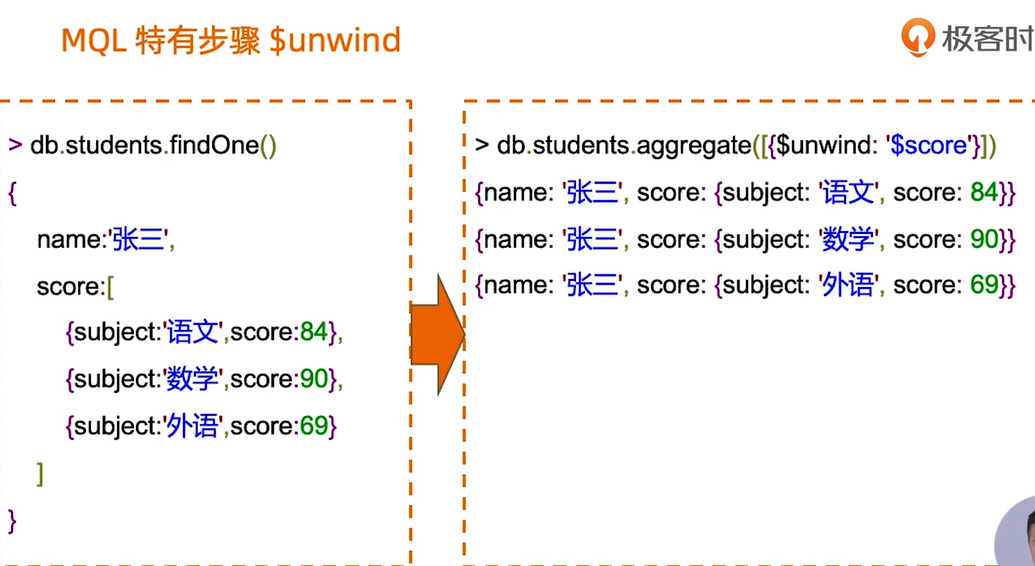 MQL 特有步骤 $unwind
极客时
> db.students.findOne()
{
name:'张三',
score:[
{subject:'语文',score:84},
{subject:'数学',score:90},
{subject:'外语',score:69}
]
}
> db.students.aggregate([{$unwind: '$score'}])
{name: '张三', score: {subject: '语文', score: 84}}
{name: '张三', score: {subject: '数学', score: 90}}
{name: '张三', score: {subject: '外语', score: 69}}